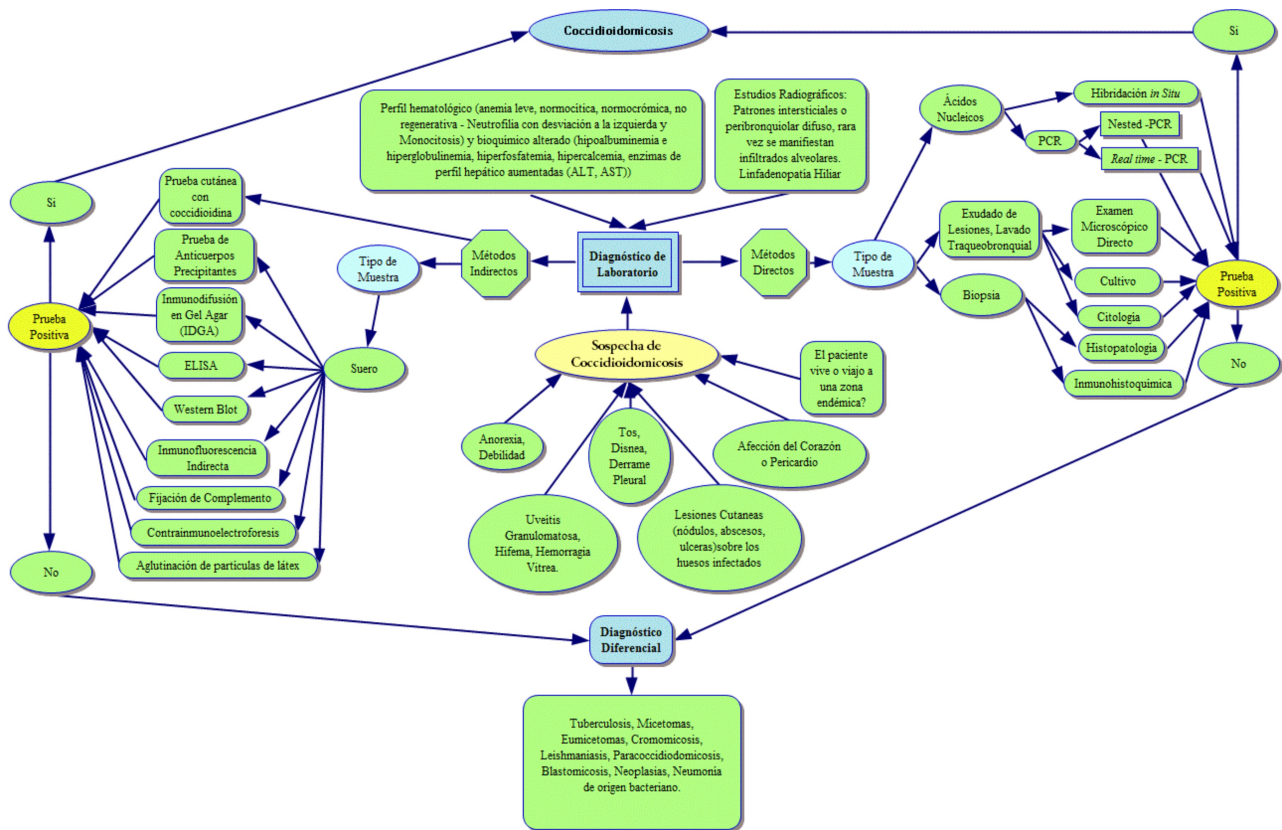 Coccidioidomicosis
Si
Perfil hematológico (anemia leve, normocitica, normocrómica, no
regenerativa - Neutrofilia con desviación a la izquierda y
Monocitosis) y bioquímico alterado (hipoalbuminemia e
hiperglobulinemia, hiperfosfatemia, hipercalcemia, enzimas de
perfil hepático aumentadas (ALT, AST))
Estudios Radiográficos:
Patrones intersticiales o
peribronquiolar difuso, rara
vez se manifiestan
infiltrados alveolares.
Linfadenopatia Hiliar
Ácidos
Nucleicos
Hibridación in Situ
PCR
Nested -PCR
Real time - PCR
Si
Prueba cutánea
con
coccidioidina
Prueba de
Anticuerpos
Precipitantes
Inmunodifusión
en Gel Agar
(IDGA)
ELISA
Western Blot
Inmunofluorescencia
Indirecta
Fijación de Complemento
Contrainmunoelectroforesis
Aglutinación de particulas de látex
Prueba
Positiva
No
Tipo de
Muestra
Suero
Métodos
Indirectos
Diagnóstico de
Laboratorio
Métodos
Directos
Tipo de
Muestra
Exudado de
Lesiones, Lavado
Traqueobronquial
Biopsia
Examen
Microscópico
Directo
Cultivo
Citología
Histopatología
Inmunohistoquimica
Prueba
Positiva
No
Sospecha de
Coccidioidomicosis
El paciente
vive o viajo a
una zona
endémica?
Anorexia,
Debilidad
Tos,
Disnea,
Derrame
Pleural
Afección del Corazón
o Pericardio
Uveitis
Granulomatosa,
Hifema, Hemorragia
Vitrea.
Lesiones Cutaneas
(nódulos, abscesos,
ulceras)sobre los
huesos infectados
Diagnóstico
Diferencial
Tuberculosis, Micetomas,
Eumicetomas, Cromomicosis,
Leishmaniasis, Paracoccidiodomicosis,
Blastomicosis, Neoplasias, Neumonía
de origen bacteriano.